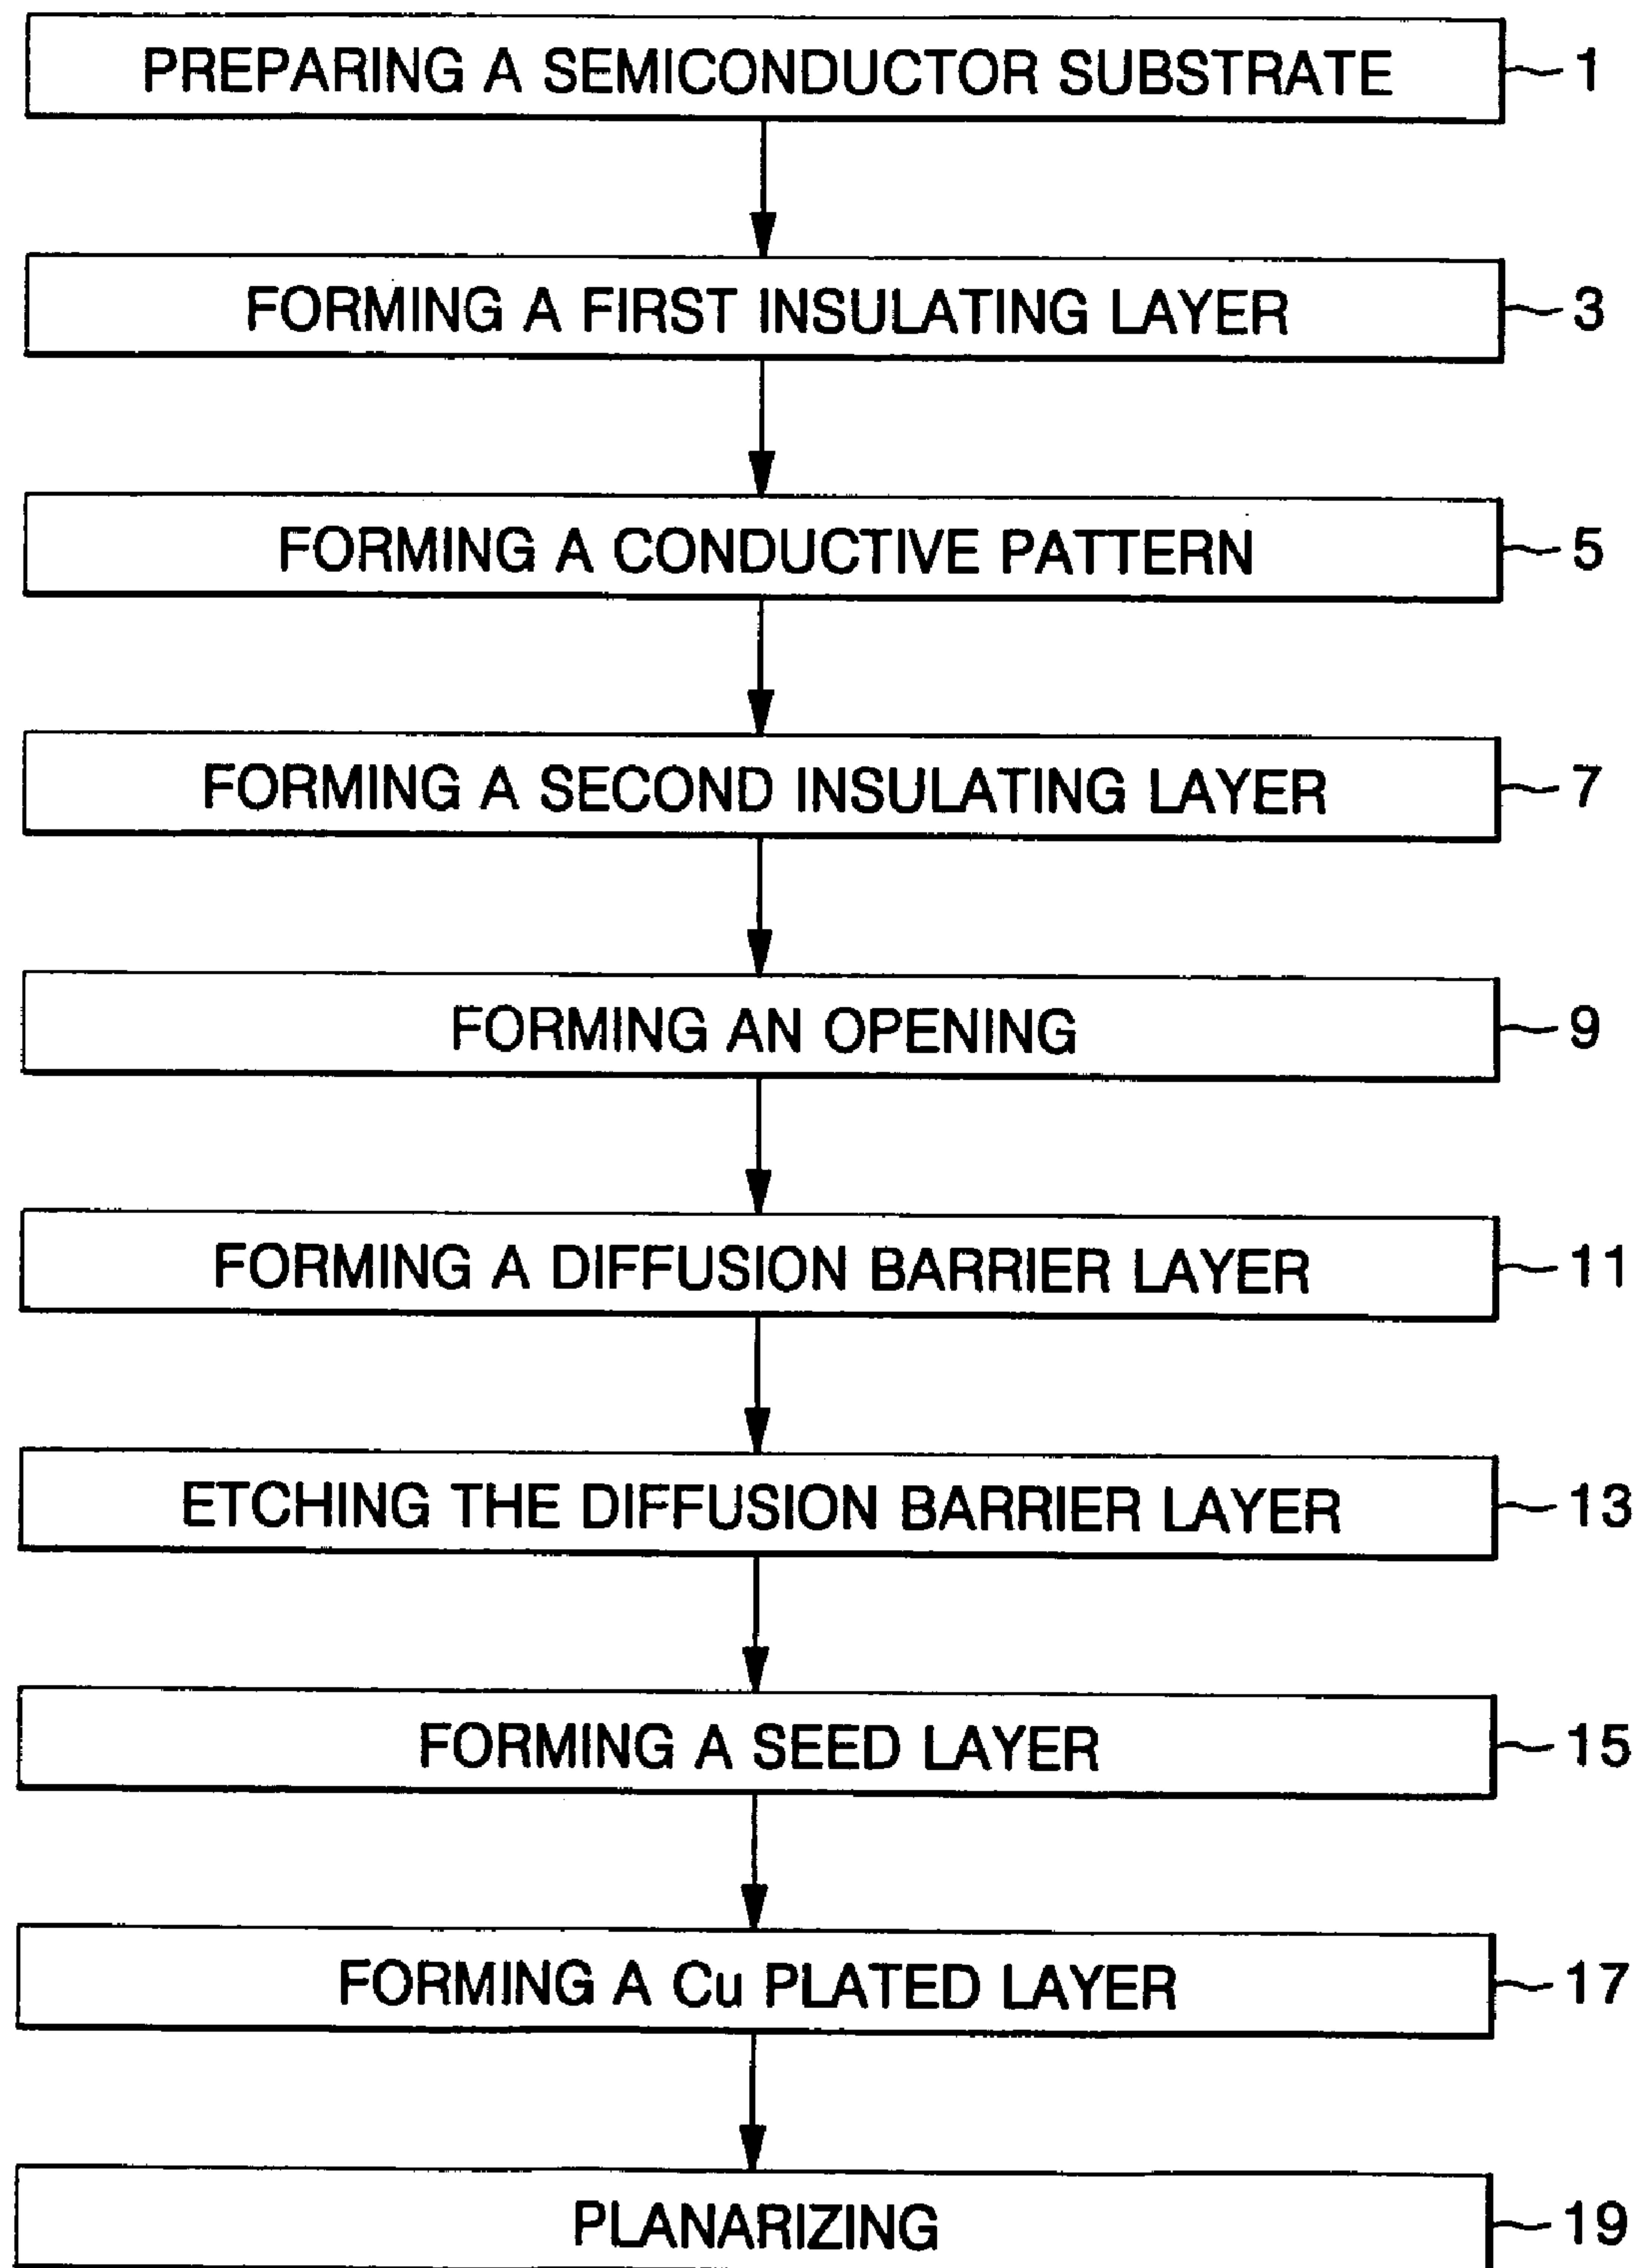 PREPARING A SEMICONDUCTOR SUBSTRATE 1
FORMING A FIRST INSULATING LAYER 3
FORMING A CONDUCTIVE PATTERN 5
FORMING A SECOND INSULATING LAYER 7
FORMING AN OPENING 9
FORMING A DIFFUSION BARRIER LAYER 11
ETCHING THE DIFFUSION BARRIER LAYER 13
FORMING A SEED LAYER 15
FORMING A Cu PLATED LAYER 17
PLANARIZING 19